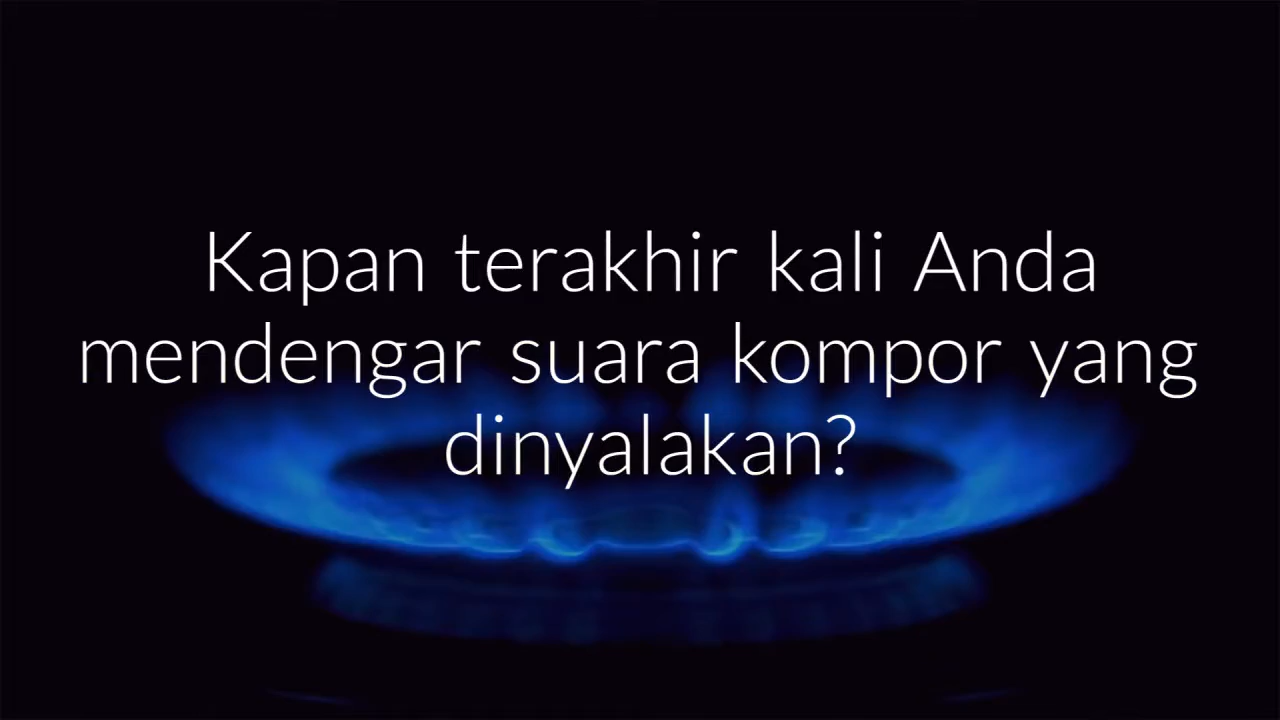 Kapan terakhir kali Anda
mendengar suara kompor yang
dinyalakan?